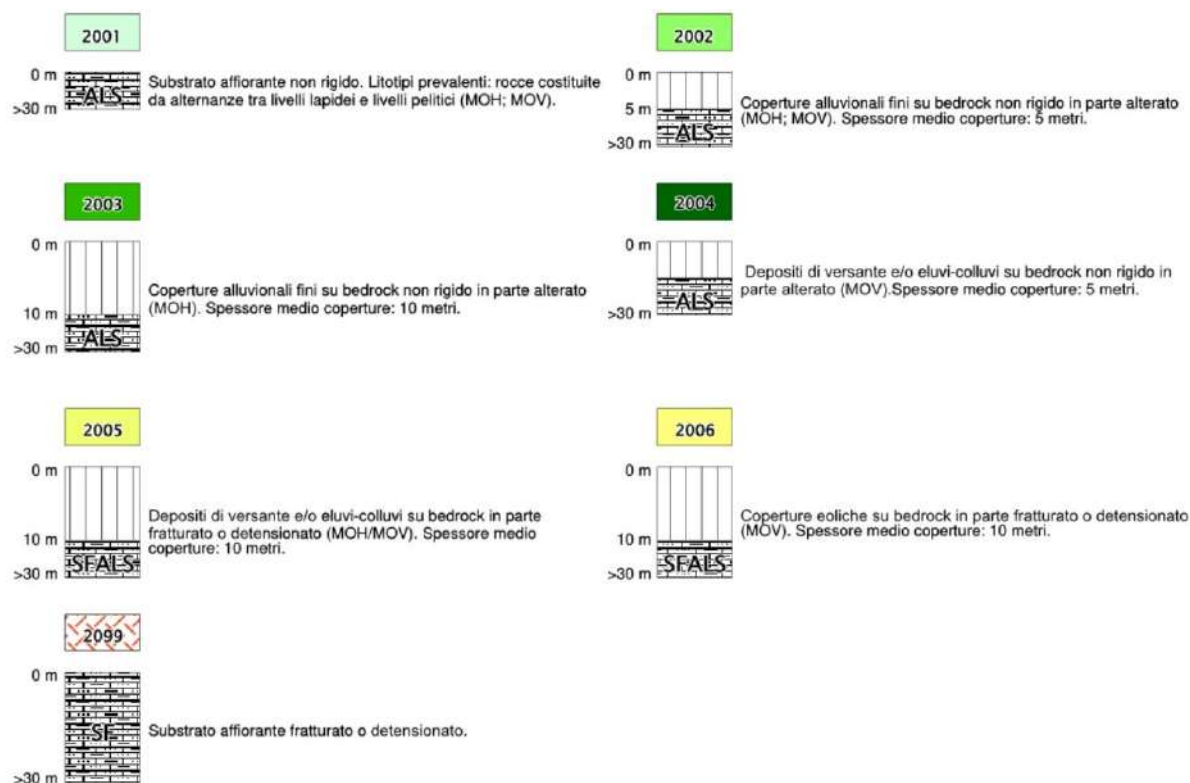 2001
0 m
ALS
>30 m
Substrato affiorante non rigido. Litotipi prevalenti: rocce costituite
da alternanze tra livelli lapidei e livelli pelitici (MOH; MOV).
2002
0 m
5 m
ALS
>30 m
Coperture alluvionali fini su bedrock non rigido in parte alterato
(MOH; MOV). Spessore medio coperture: 5 metri.
2003
0 m
10 m
ALS
>30 m
Coperture alluvionali fini su bedrock non rigido in parte alterato
(MOH). Spessore medio coperture: 10 metri.
2004
0 m
ALS
>30 m
Depositi di versante e/o eluvi-colluvi su bedrock non rigido in
parte alterato (MOV).Spessore medio coperture: 5 metri.
2005
0 m
10 m
SFALS
>30 m
Depositi di versante e/o eluvi-colluvi su bedrock in parte
fratturato o detensionato (MOH/MOV). Spessore medio
coperture: 10 metri.
2006
0 m
10 m
SFALS
>30 m
Coperture eoliche su bedrock in parte fratturato o detensionato
(MOV). Spessore medio coperture: 10 metri.
2099
0 m
SF
>30 m
Substrato affiorante fratturato o detensionato.